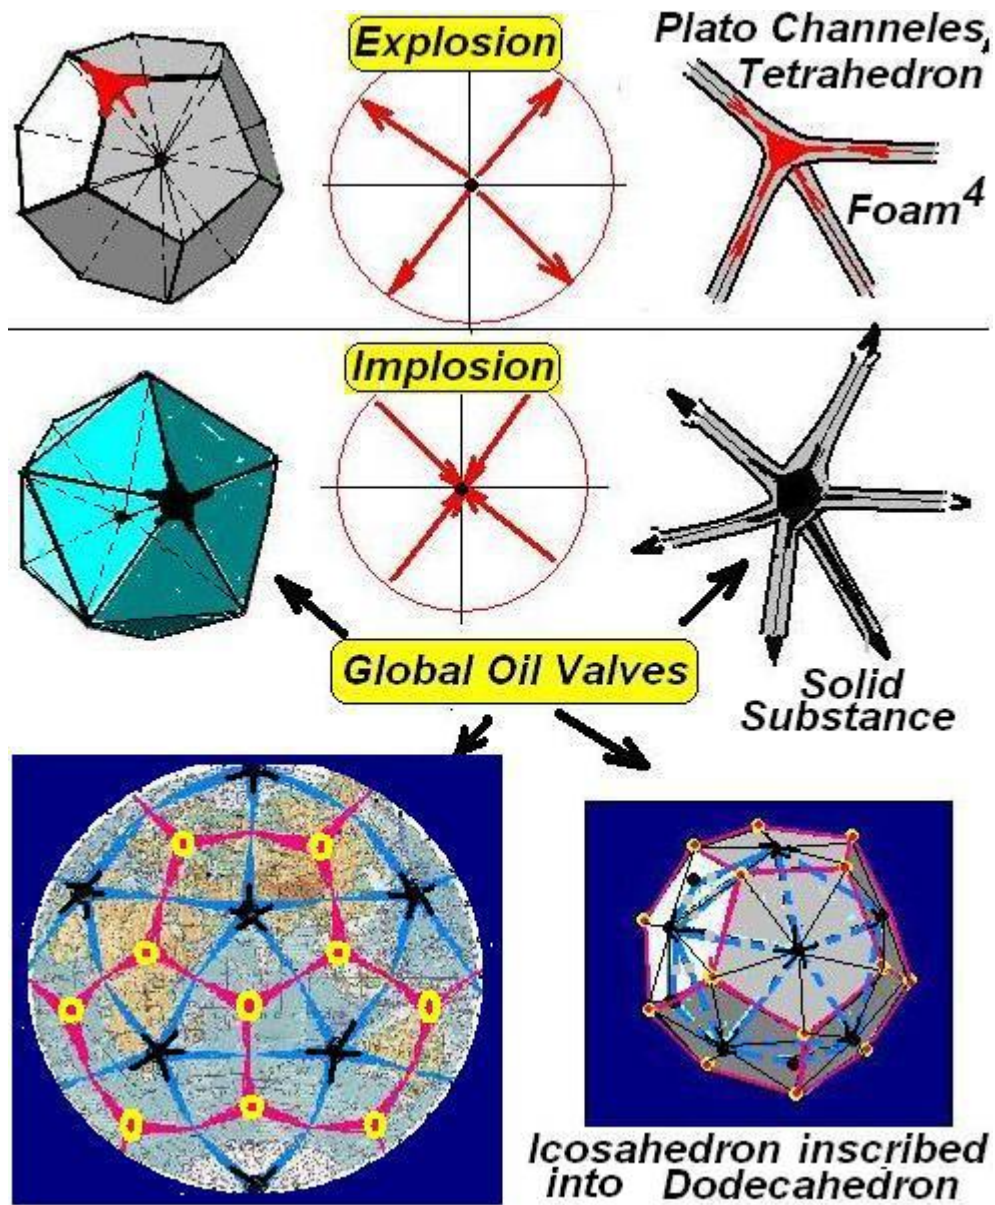 Explosion
Plato Channeles,
Tetrahedron
Foam4
Implosion
Global Oil Valves
Solid
Substance
Icosahedron inscribed
into Dodecahedron